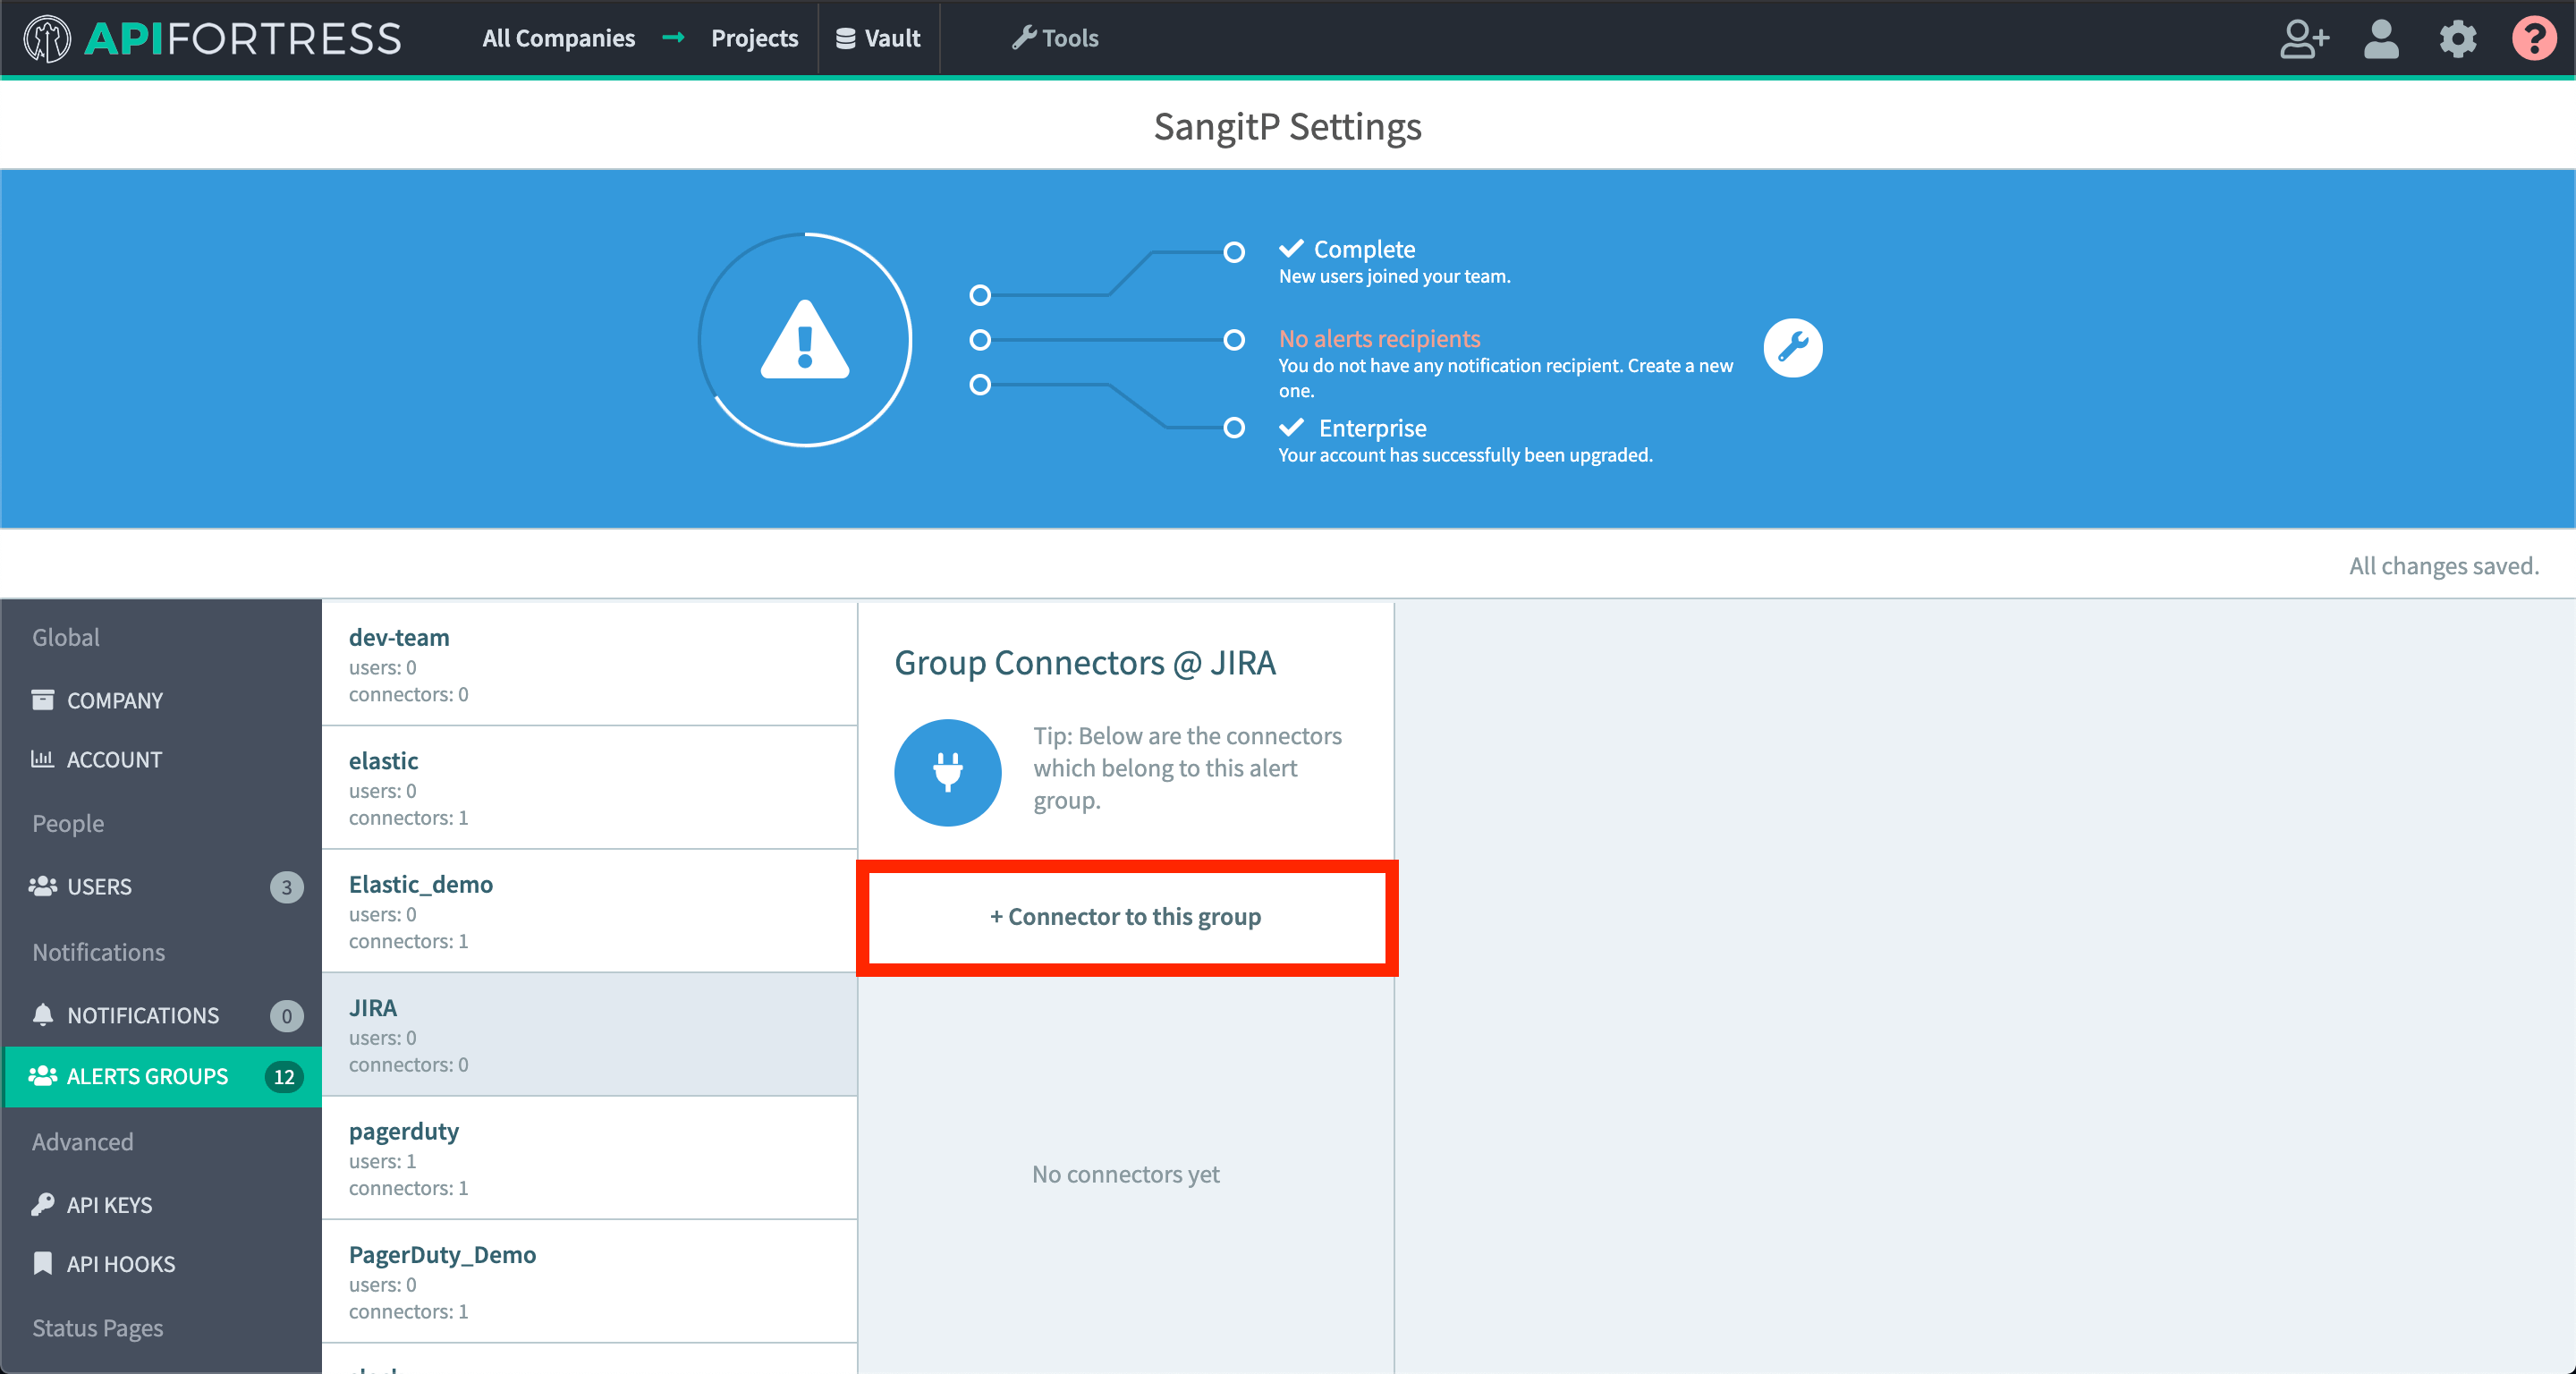 APIFORTRESS
All Companies → Projects
Vault
Tools
?
SangitP Settings
Complete
New users joined your team.
No alerts recipients
You do not have any notification recipient. Create a new
one.
Enterprise
Your account has successfully been upgraded.
All changes saved.
Global
COMPANY
ACCOUNT
People
USERS 3
Notifications
NOTIFICATIONS 0
ALERTS GROUPS 12
Advanced
API KEYS
API HOOKS
Status Pages
dev-team
users: 0
connectors: 0
elastic
users: 0
connectors: 1
Elastic_demo
users: 0
connectors: 1
JIRA
users: 0
connectors: 0
pagerduty
users: 1
connectors: 1
PagerDuty_Demo
users: 0
connectors: 1
Group Connectors @ JIRA
Tip: Below are the connectors
which belong to this alert
group.
+ Connector to this group
No connectors yet